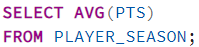 SELECT AVG(PTS)
FROM PLAYER_SEASON;